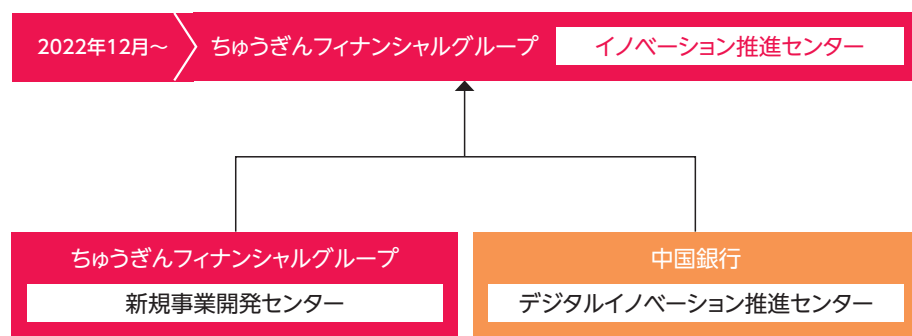 2022年12月～ ちゅうぎんフィナンシャルグループ イノベーション推進センター
ちゅうぎんフィナンシャルグループ
新規事業開発センター
中国銀行
デジタルイノベーション推進センター